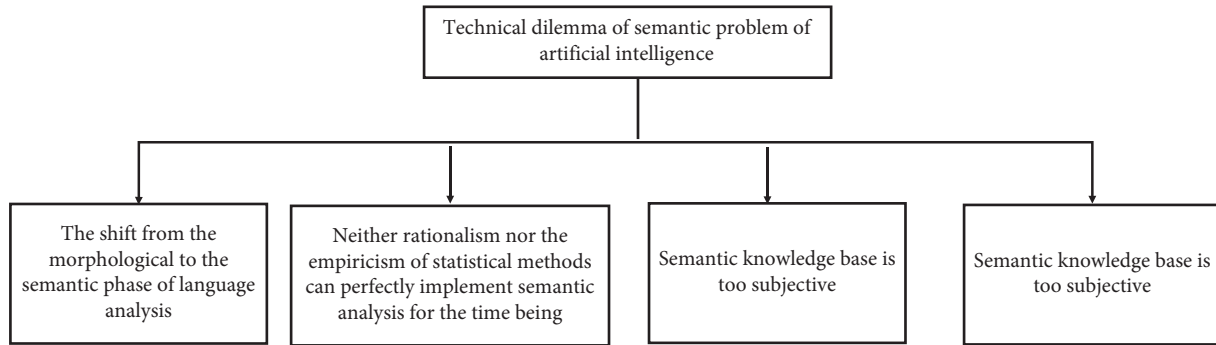 Technical dilemma of semantic problem of
artificial intelligence
The shift from the
morphological to the
semantic phase of language
analysis
Neither rationalism nor the
empiricism of statistical methods
can perfectly implement semantic
analysis for the time being
Semantic knowledge base is
too subjective
Semantic knowledge base is
too subjective